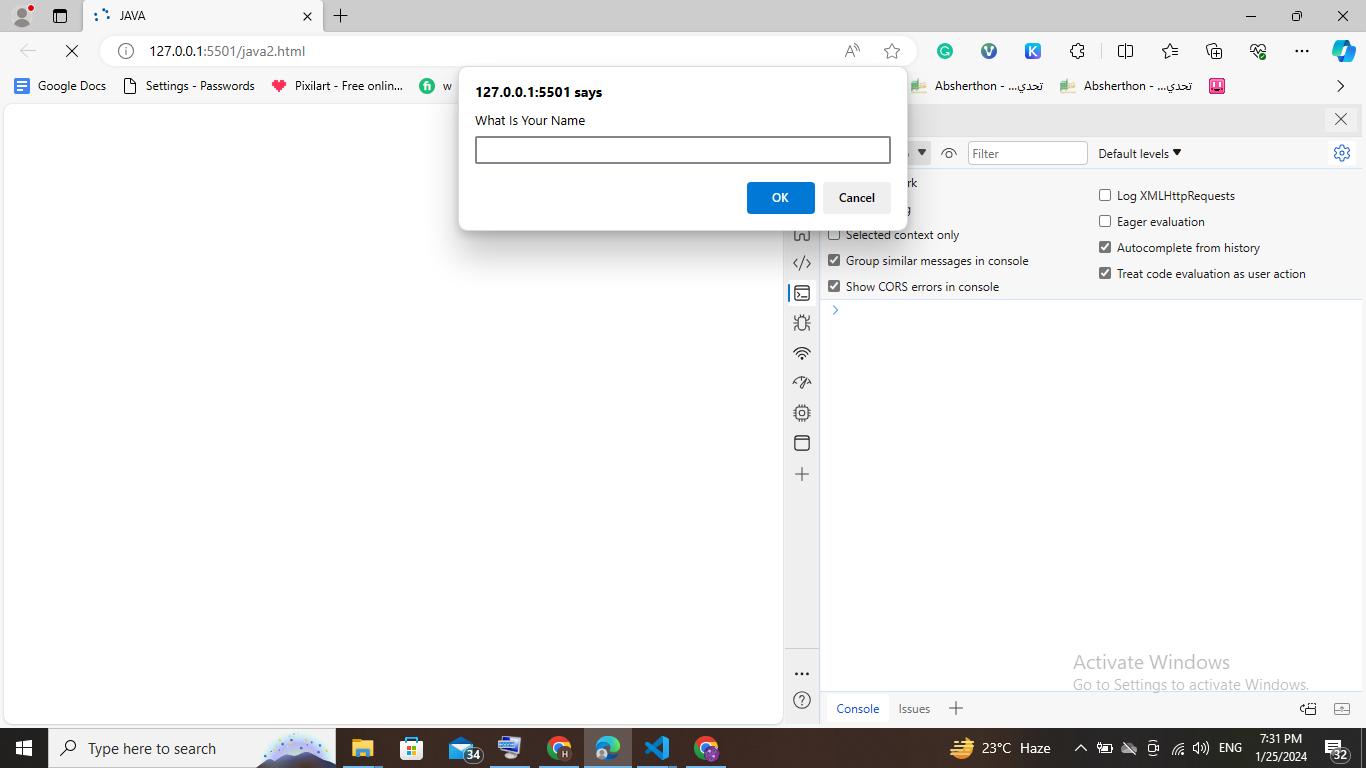 JAVA
127.0.0.1:5501/java2.html
Google Docs
Settings - Passwords
Pixilart - Free onlin...
w
Absherthon - ...تحدي
Absherthon - ...تحدي
127.0.0.1:5501 says
What Is Your Name
OK
Cancel
Filter
Default levels
Log XMLHttpRequests
Eager evaluation
Selected context only
Autocomplete from history
Group similar messages in console
Treat code evaluation as user action
Show CORS errors in console
Activate Windows
Go to Settings to activate Windows.
Console
Issues
Type here to search
34
H
23°C Haze
ENG
7:31 PM
1/25/2024
32